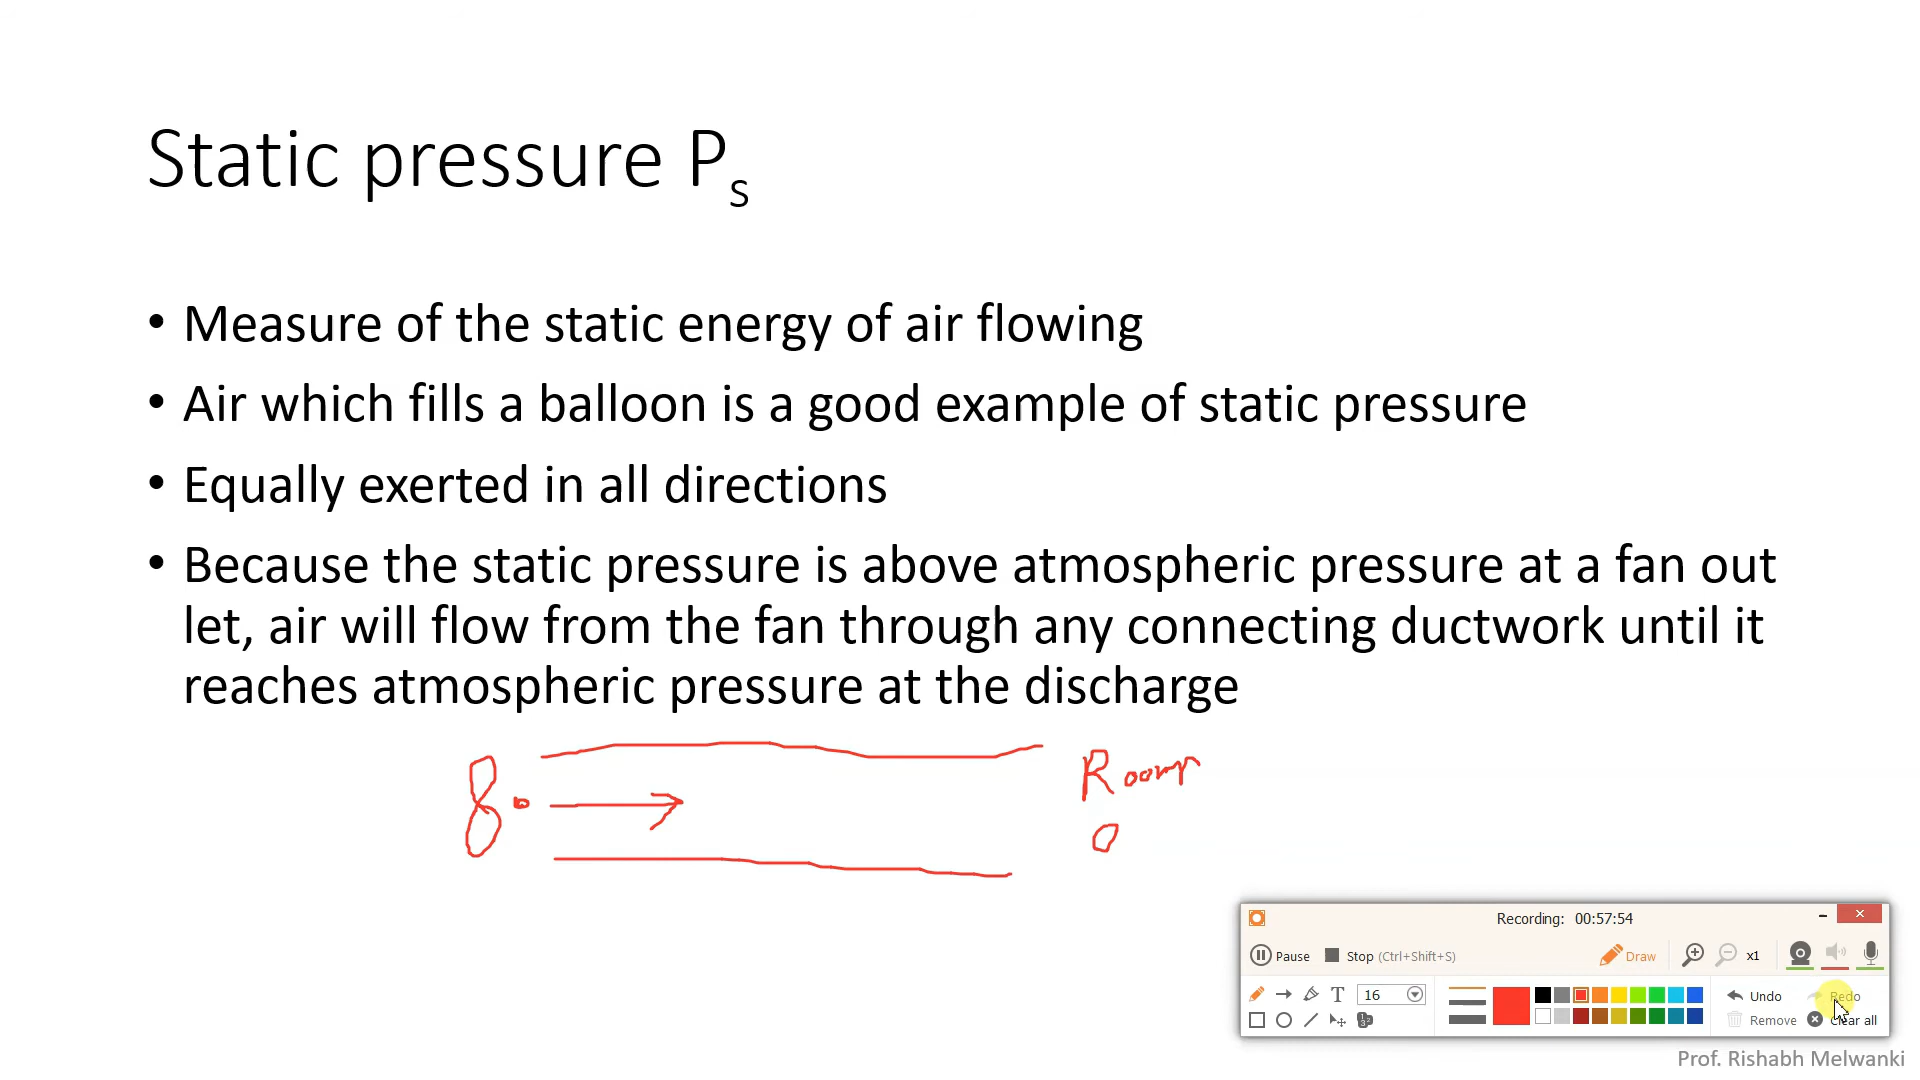 Static pressure Ps
• Measure of the static energy of air flowing
• Air which fills a balloon is a good example of static pressure
• Equally exerted in all directions
• Because the static pressure is above atmospheric pressure at a fan out
let, air will flow from the fan through any connecting ductwork until it
reaches atmospheric pressure at the discharge
Room
0
Recording: 00:57:54
Pause Stop (Ctrl+Shift+S) Draw x1
T 16 Undo Redo
Remove Clear all
Prof. Rishabh Melwanki